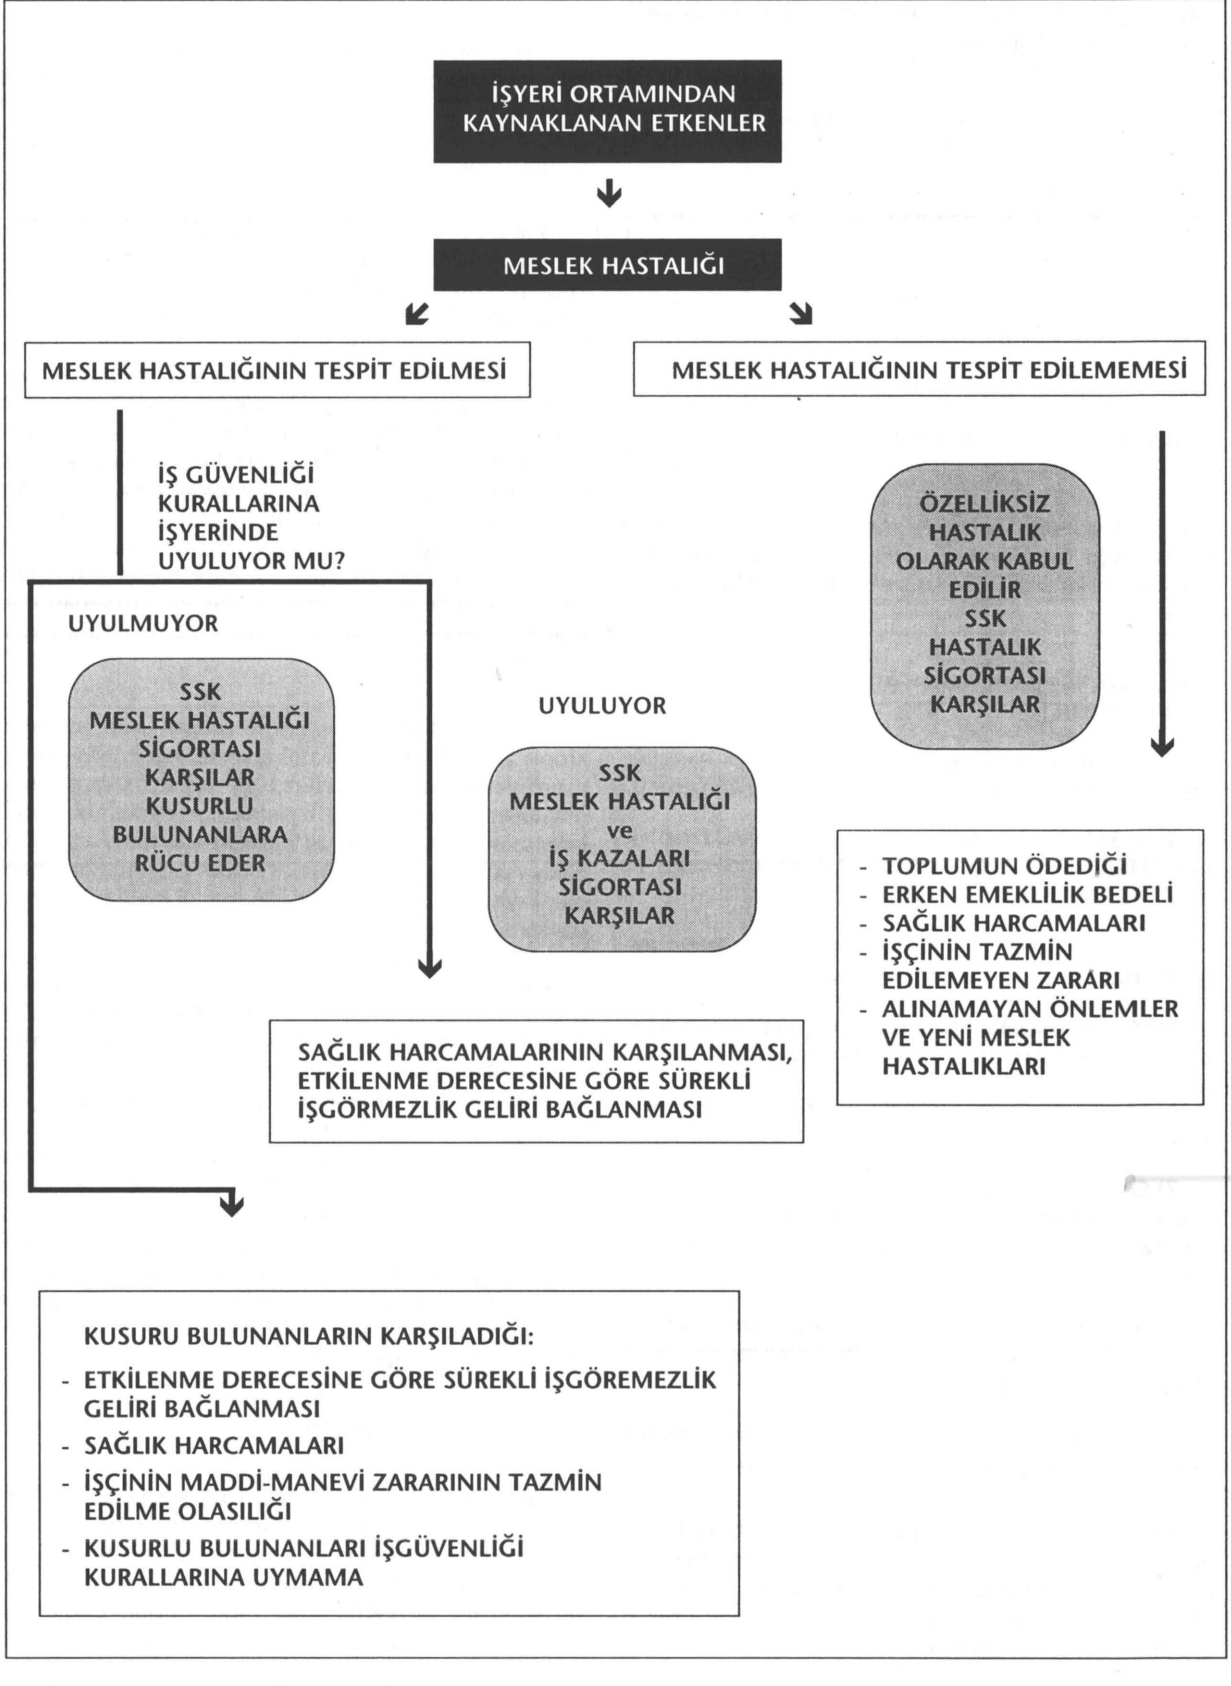 İŞYERİ ORTAMINDAN
KAYNAKLANAN ETKENLER
MESLEK HASTALIĞI
MESLEK HASTALIĞININ TESPİT EDİLMESİ
MESLEK HASTALIĞININ TESPİT EDİLEMEMESİ
İŞ GÜVENLİĞİ
KURALLARINA
İŞYERİNDE
UYULUYOR MU?
UYULMUYOR
SSK
MESLEK HASTALIĞI
SİGORTASI
KARŞILAR
KUSURLU
BULUNANLARA
RÜCU EDER
UYULUYOR
SSK
MESLEK HASTALIĞI
ve
İŞ KAZALARI
SİGORTASI
KARŞILAR
ÖZELLİKSİZ
HASTALIK
OLARAK KABUL
EDİLİR
SSK
HASTALIK
SİGORTASI
KARŞILAR
- TOPLUMUN ÖDEDİĞİ
- ERKEN EMEKLİLİK BEDELİ
- SAĞLIK HARCAMALARI
- İŞÇİNİN TAZMİN
EDİLEMEYEN ZARARI
- ALINAMAYAN ÖNLEMLER
VE YENİ MESLEK
HASTALIKLARI
SAĞLIK HARCAMALARININ KARŞILANMASI,
ETKİLENME DERECESİNE GÖRE SÜREKLİ
İŞGÖRMEZLİK GELİRİ BAĞLANMASI
KUSURU BULUNANLARIN KARŞILADIĞI:
- ETKİLENME DERECESİNE GÖRE SÜREKLİ İŞGÖREMEZLİK
GELİRİ BAĞLANMASI
- SAĞLIK HARCAMALARI
- İŞÇİNİN MADDİ-MANEVİ ZARARININ TAZMİN
EDİLME OLASILIĞI
- KUSURLU BULUNANLARI İŞGÜVENLİĞİ
KURALLARINA UYMAMA